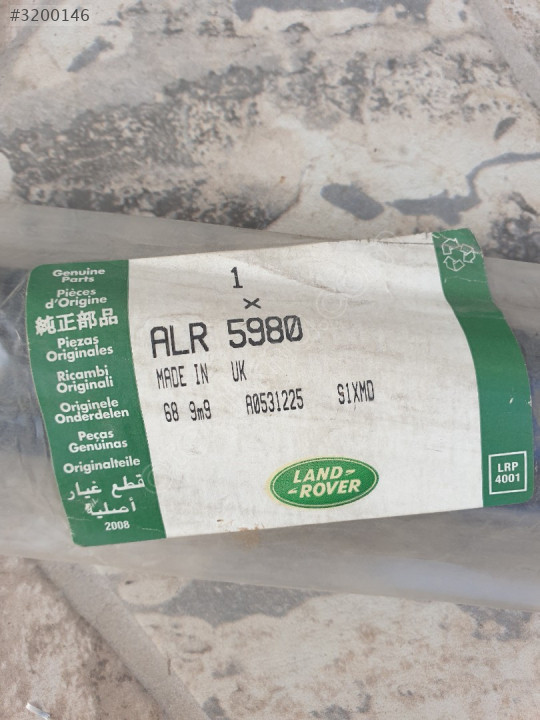 #3200146
Genuine
Parts
Pièces
d'Origine
純正部品
Piezas
Originales
Ricambi
Originali
Originele
Onderdelen
Peças
Genuinas
Originalteile
قطع غيار
أصلية
2008
1
x
ALR 5980
MADE IN UK
68 9m9 A0531225 S1XMD
LAND-
-ROVER
LRP
4001